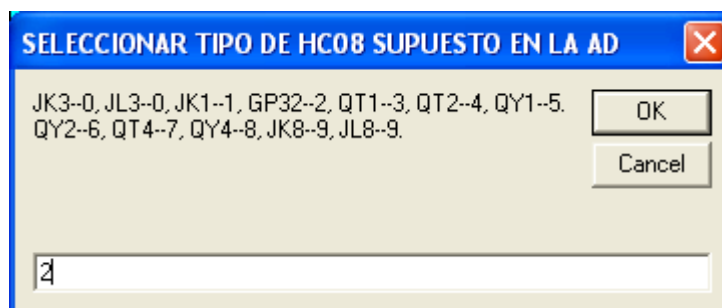 SELECCIONAR TIPO DE HC08 SUPUESTO EN LA AD
JK3--0, JL3--0, JK1--1, GP32--2, QT1--3, QT2--4, QY1--5.
QY2--6, QT4--7, QY4--8, JK8--9, JL8--9.
OK
Cancel
2